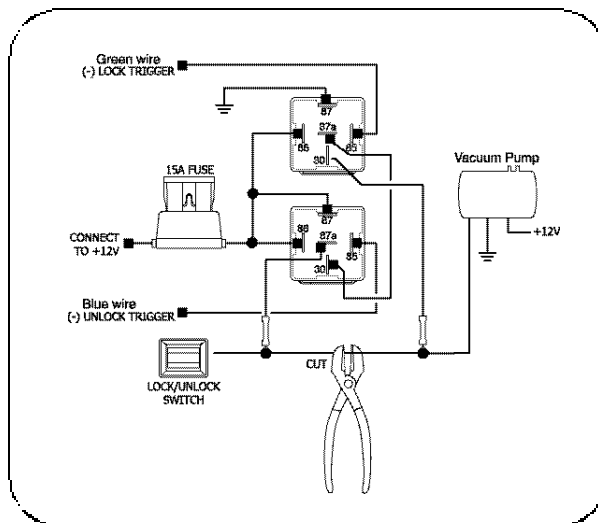 Green wire
(-) LOCK TRIGGER
87
87a
86
85
30
15A FUSE
Vacuum Pump
+12V
CONNECT
TO +12V
87
87a
86
85
30
Blue wire
(-) UNLOCK TRIGGER
CUT
LOCK/UNLOCK
SWITCH